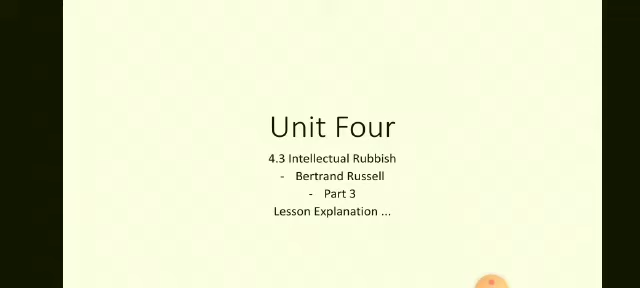 Unit Four
4.3 Intellectual Rubbish
- Bertrand Russell
- Part 3
Lesson Explanation ...